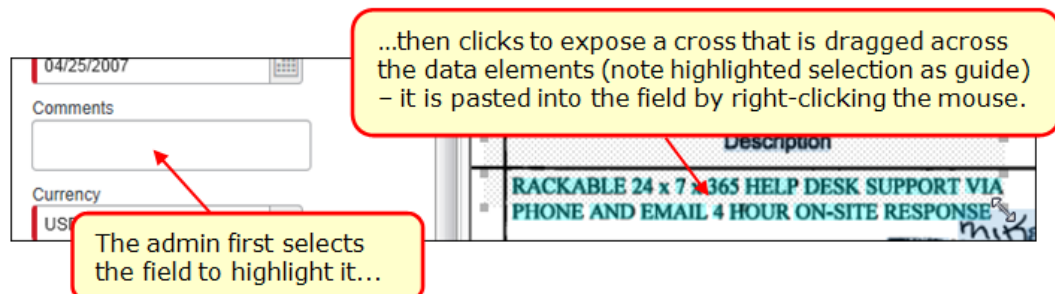 ...then clicks to expose a cross that is dragged across
the data elements (note highlighted selection as guide)
– it is pasted into the field by right-clicking the mouse.
04/25/2007
Comments
Currency
The admin first selects
the field to highlight it...
Description
RACKABLE 24 x 7 x 365 HELP DESK SUPPORT VIA
PHONE AND EMAIL 4 HOUR ON-SITE RESPONSE